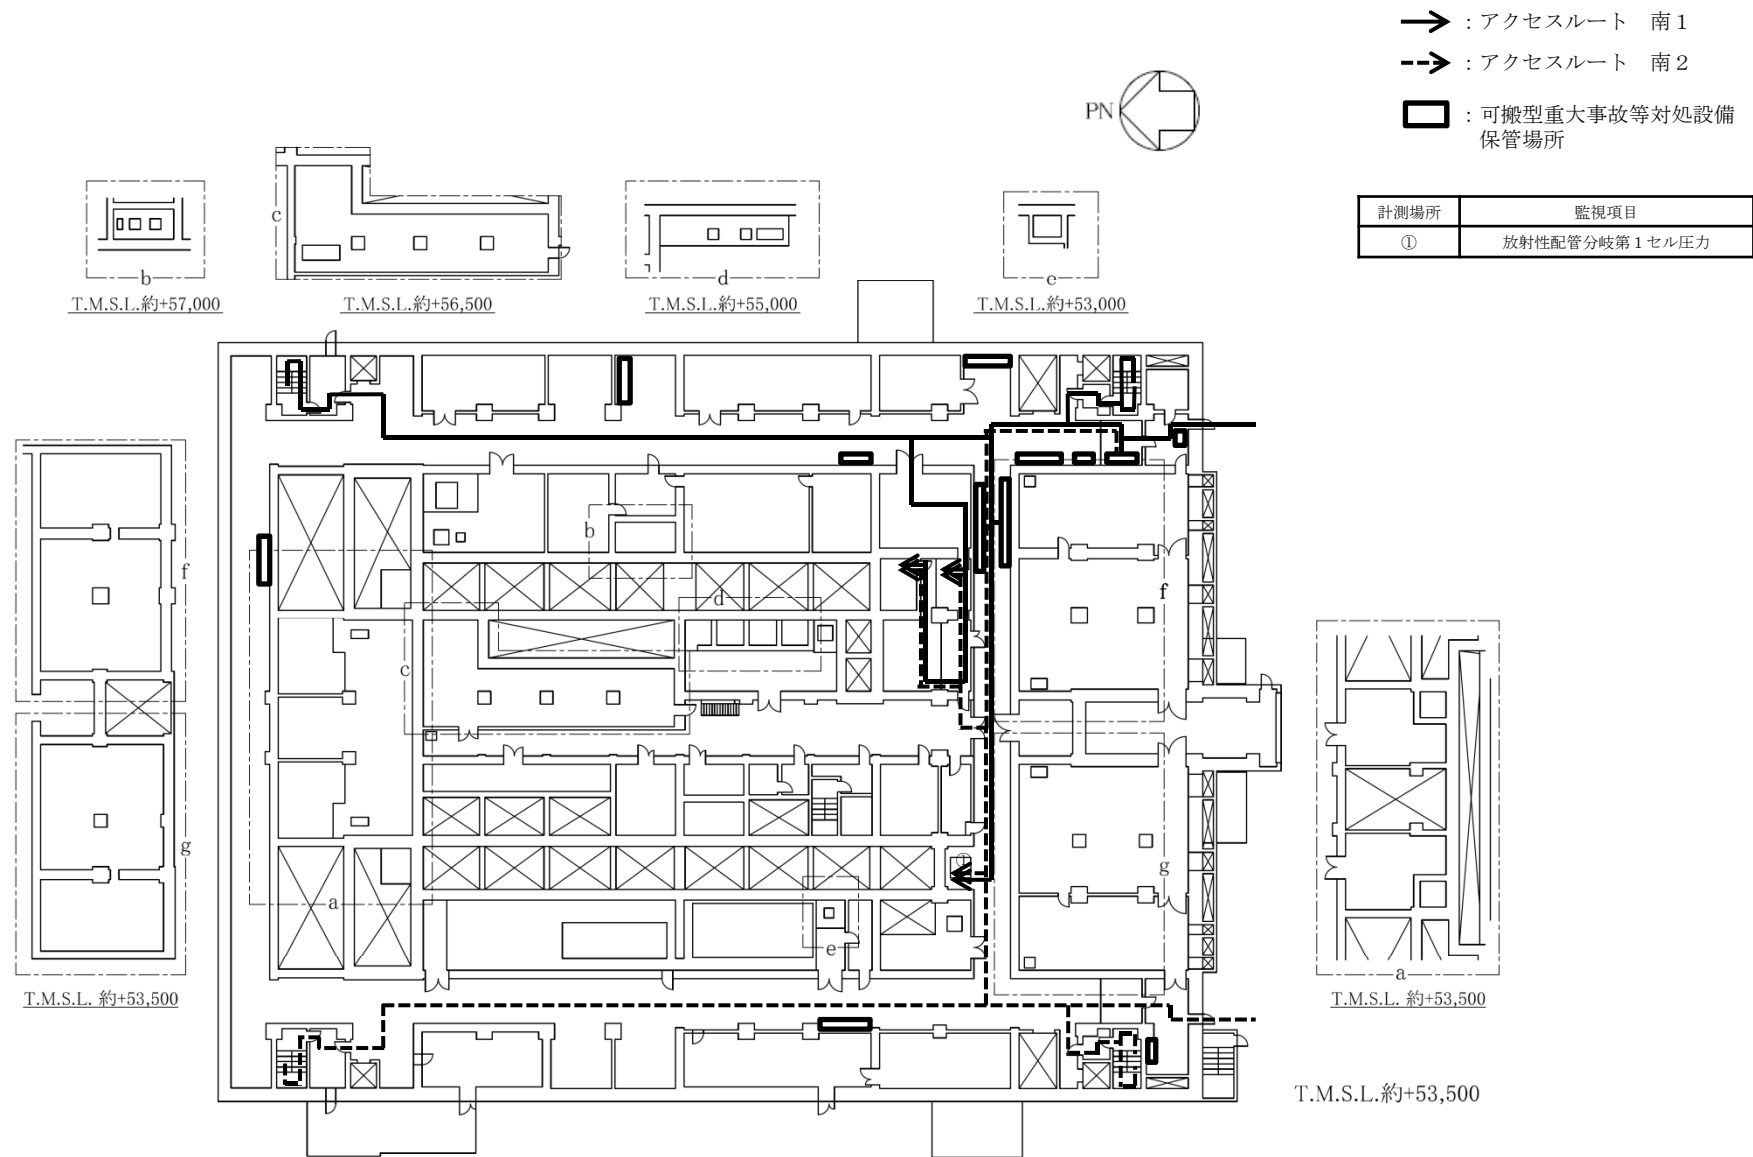 ：アクセスルート　南１
：アクセスルート　南２
：可搬型重大事故等対処設備
保管場所
PN
計測場所 監視項目
① 放射性配管分岐第１セル圧力
b
T.M.S.L.約+57,000
c
T.M.S.L.約+56,500
d
T.M.S.L.約+55,000
e
T.M.S.L.約+53,000
f
g
T.M.S.L. 約+53,500
b
d
c
a
e
①
f
g
a
T.M.S.L. 約+53,500
T.M.S.L.約+53,500